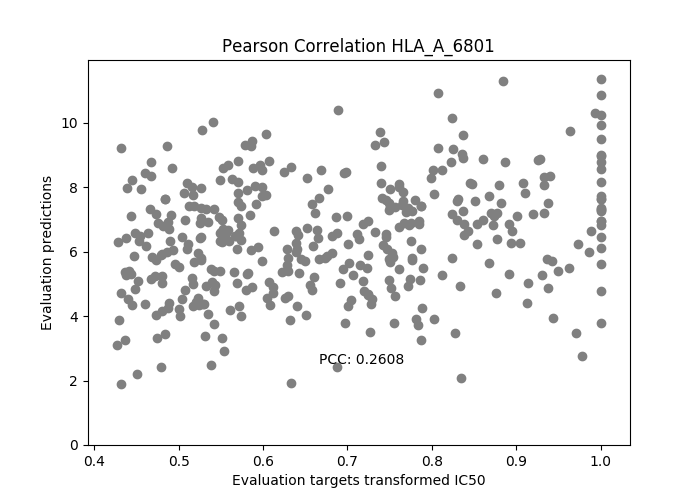 Pearson Correlation HLA_A_6801
Evaluation predictions
10
8
6
4
2
0
PCC: 0.2608
0.4 0.5 0.6 0.7 0.8 0.9 1.0
Evaluation targets transformed IC50